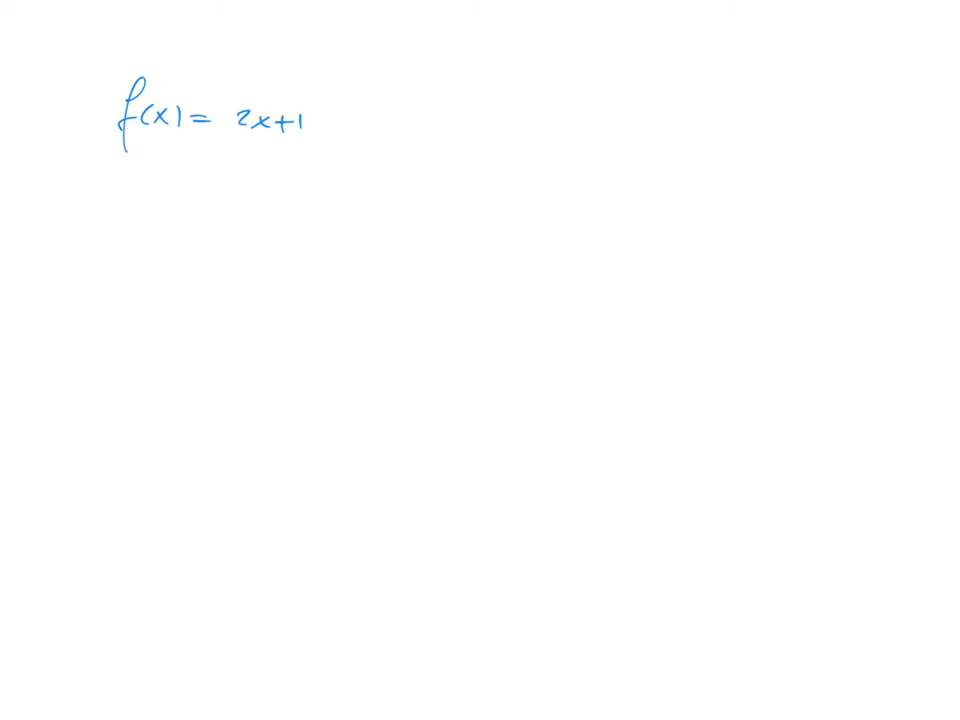 f(x) = 2x+1